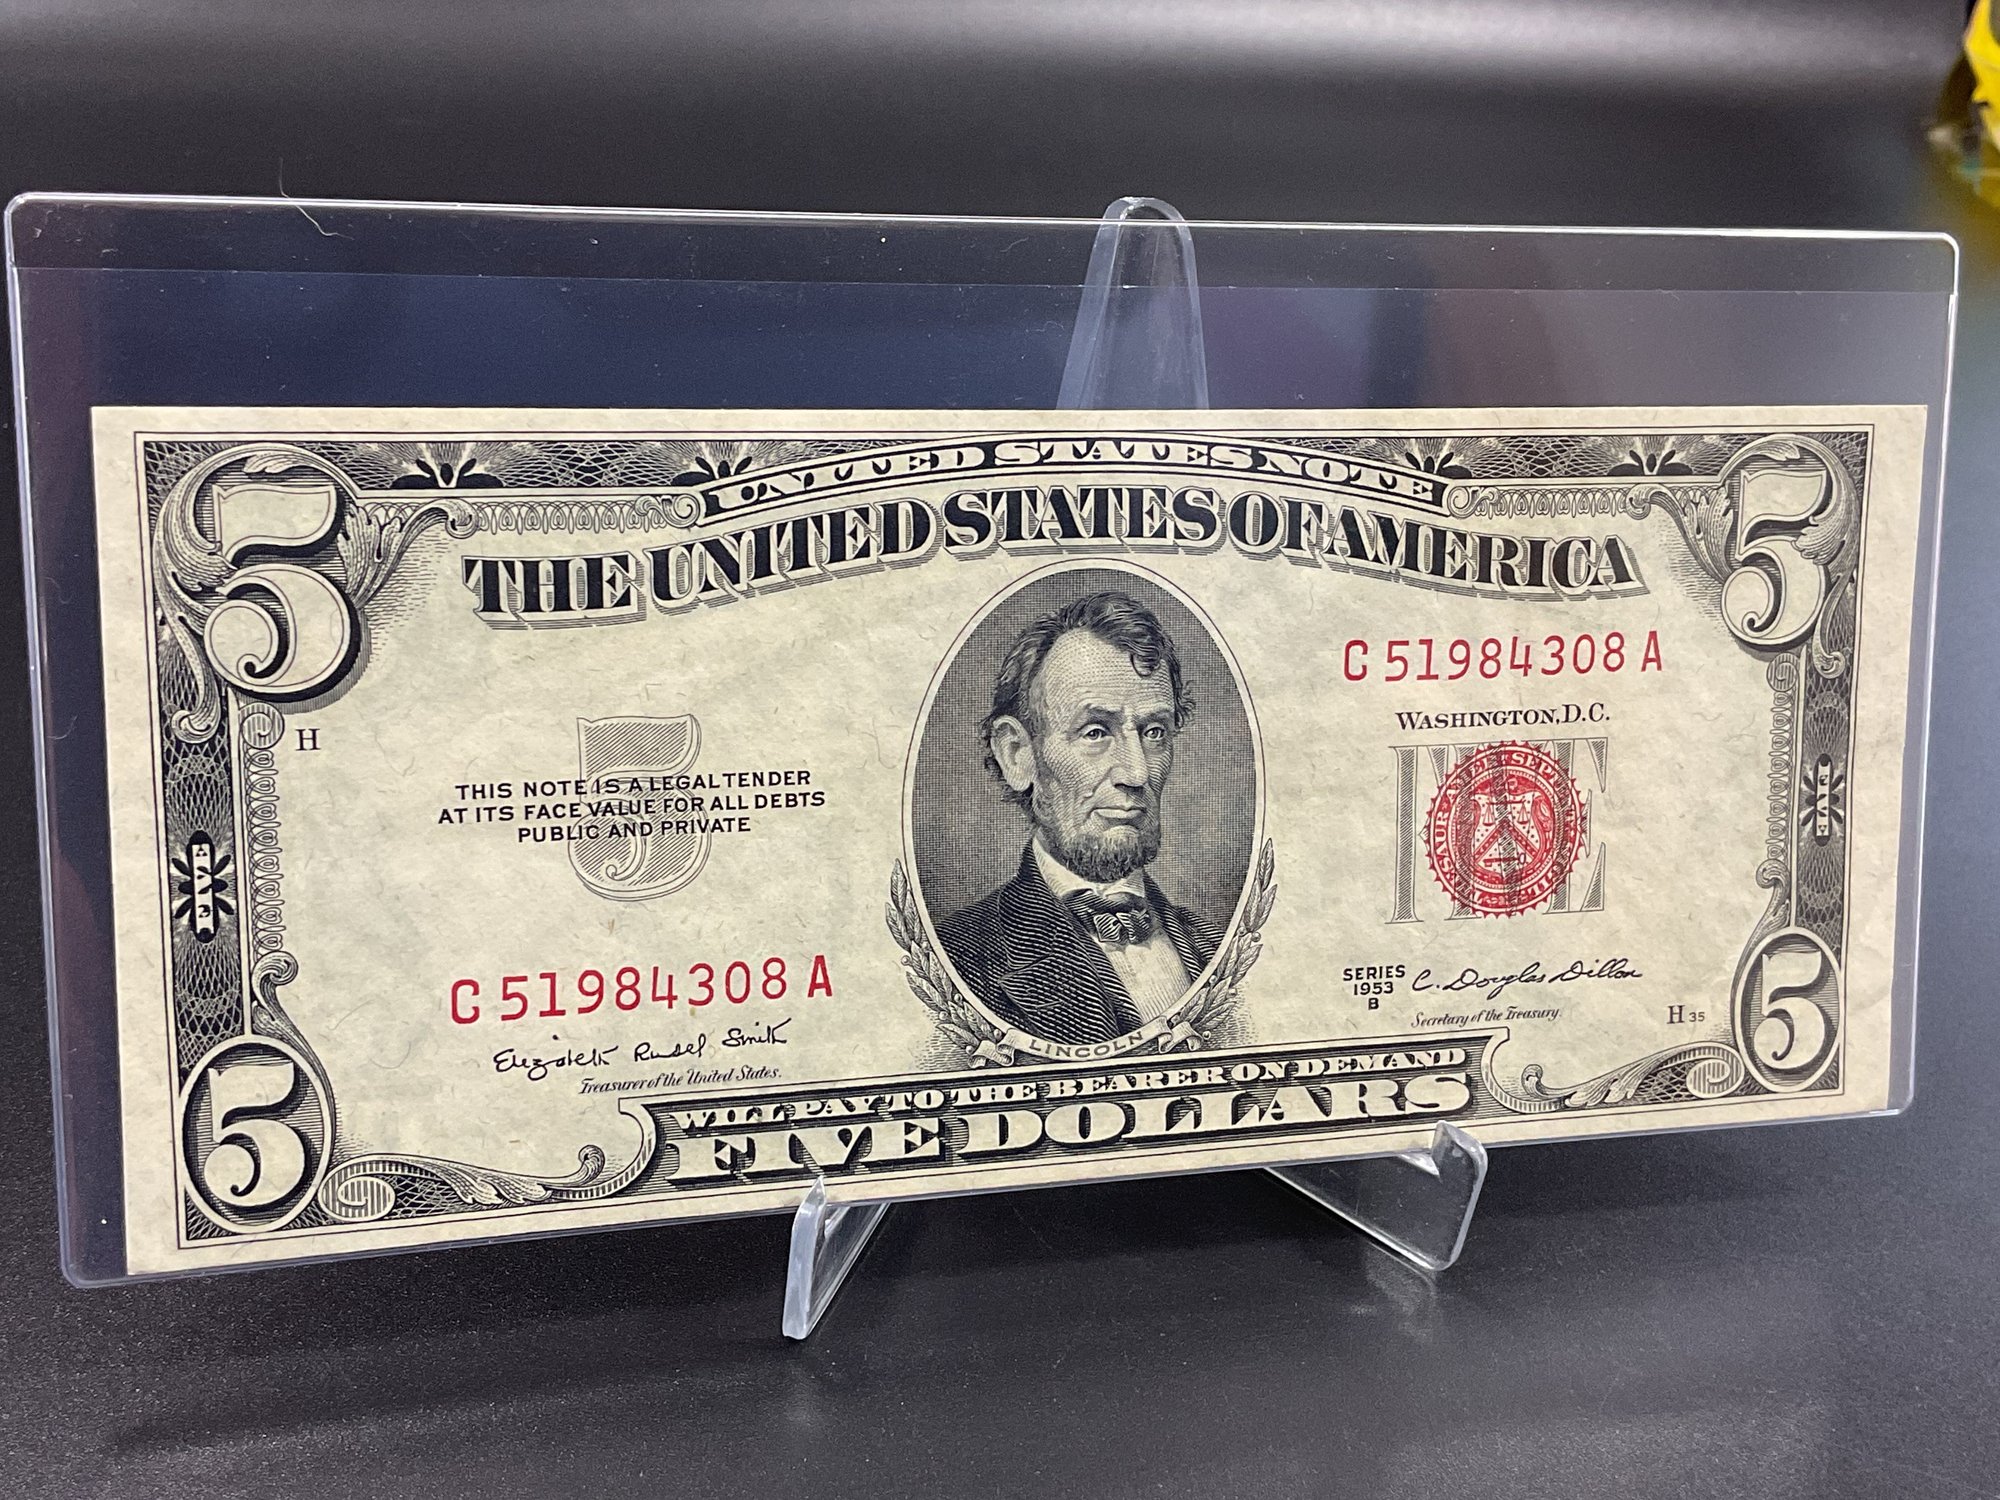 UNITED STATES NOTE
THE UNITED STATES OF AMERICA
5
5
C 51984308 A
WASHINGTON, D.C.
H
5
THIS NOTE IS A LEGAL TENDER
AT ITS FACE VALUE FOR ALL DEBTS
PUBLIC AND PRIVATE
FIVE
FIVE
FIVE
C 51984308 A
SERIES
1953
B
C. Douglas Dillon
Secretary of the Treasury.
H 35
Elizabeth Rudel Smith
Treasurer of the United States.
LINCOLN
5
5
WILL PAY TO THE BEARER ON DEMAND
FIVE DOLLARS